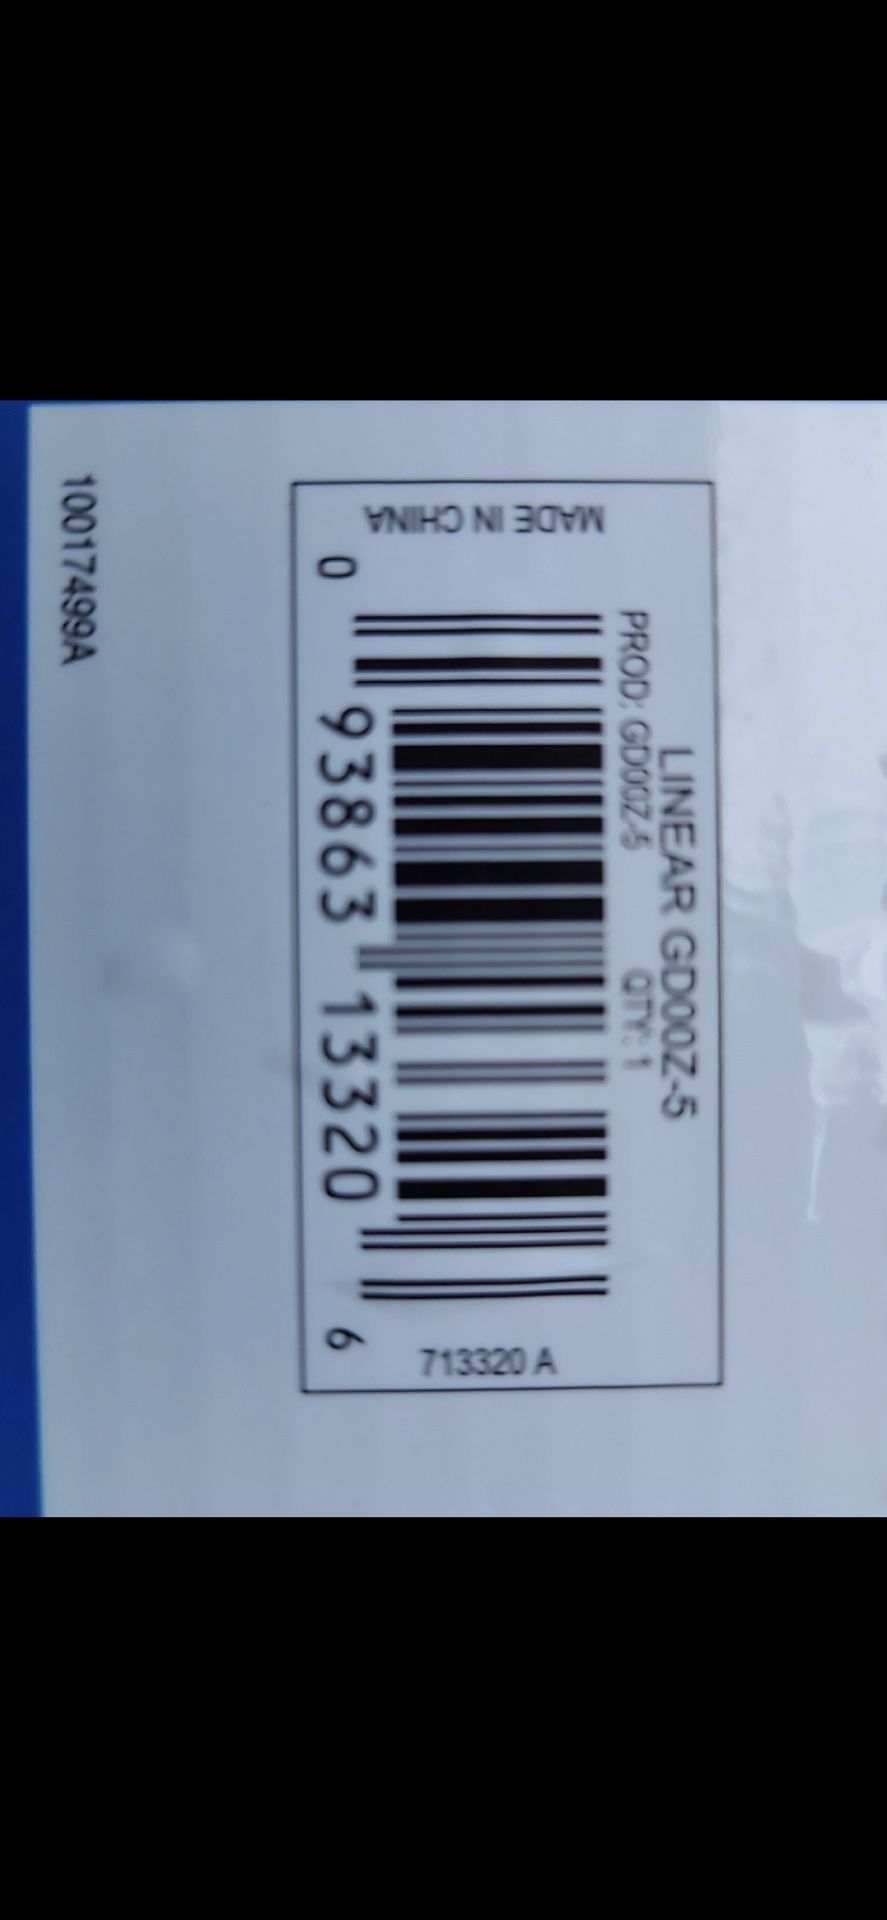 LINEAR GD00Z-5
PROD: GD00Z-5 QTY: 1
MADE IN CHINA
0 93863 13320 6
713320 A
10017499A